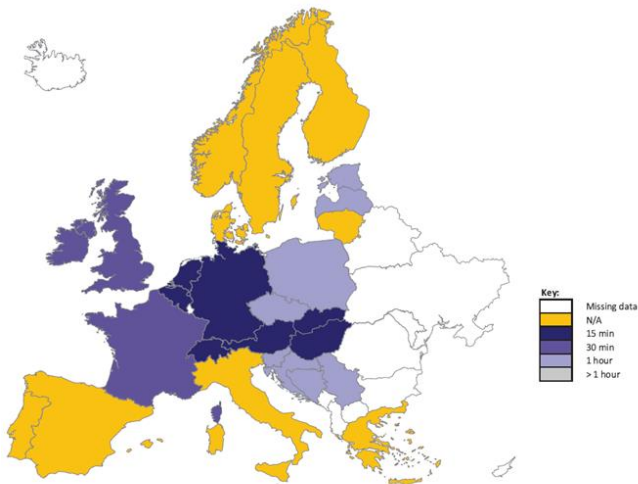 Key:
Missing data
N/A
15 min
30 min
1 hour
> 1 hour